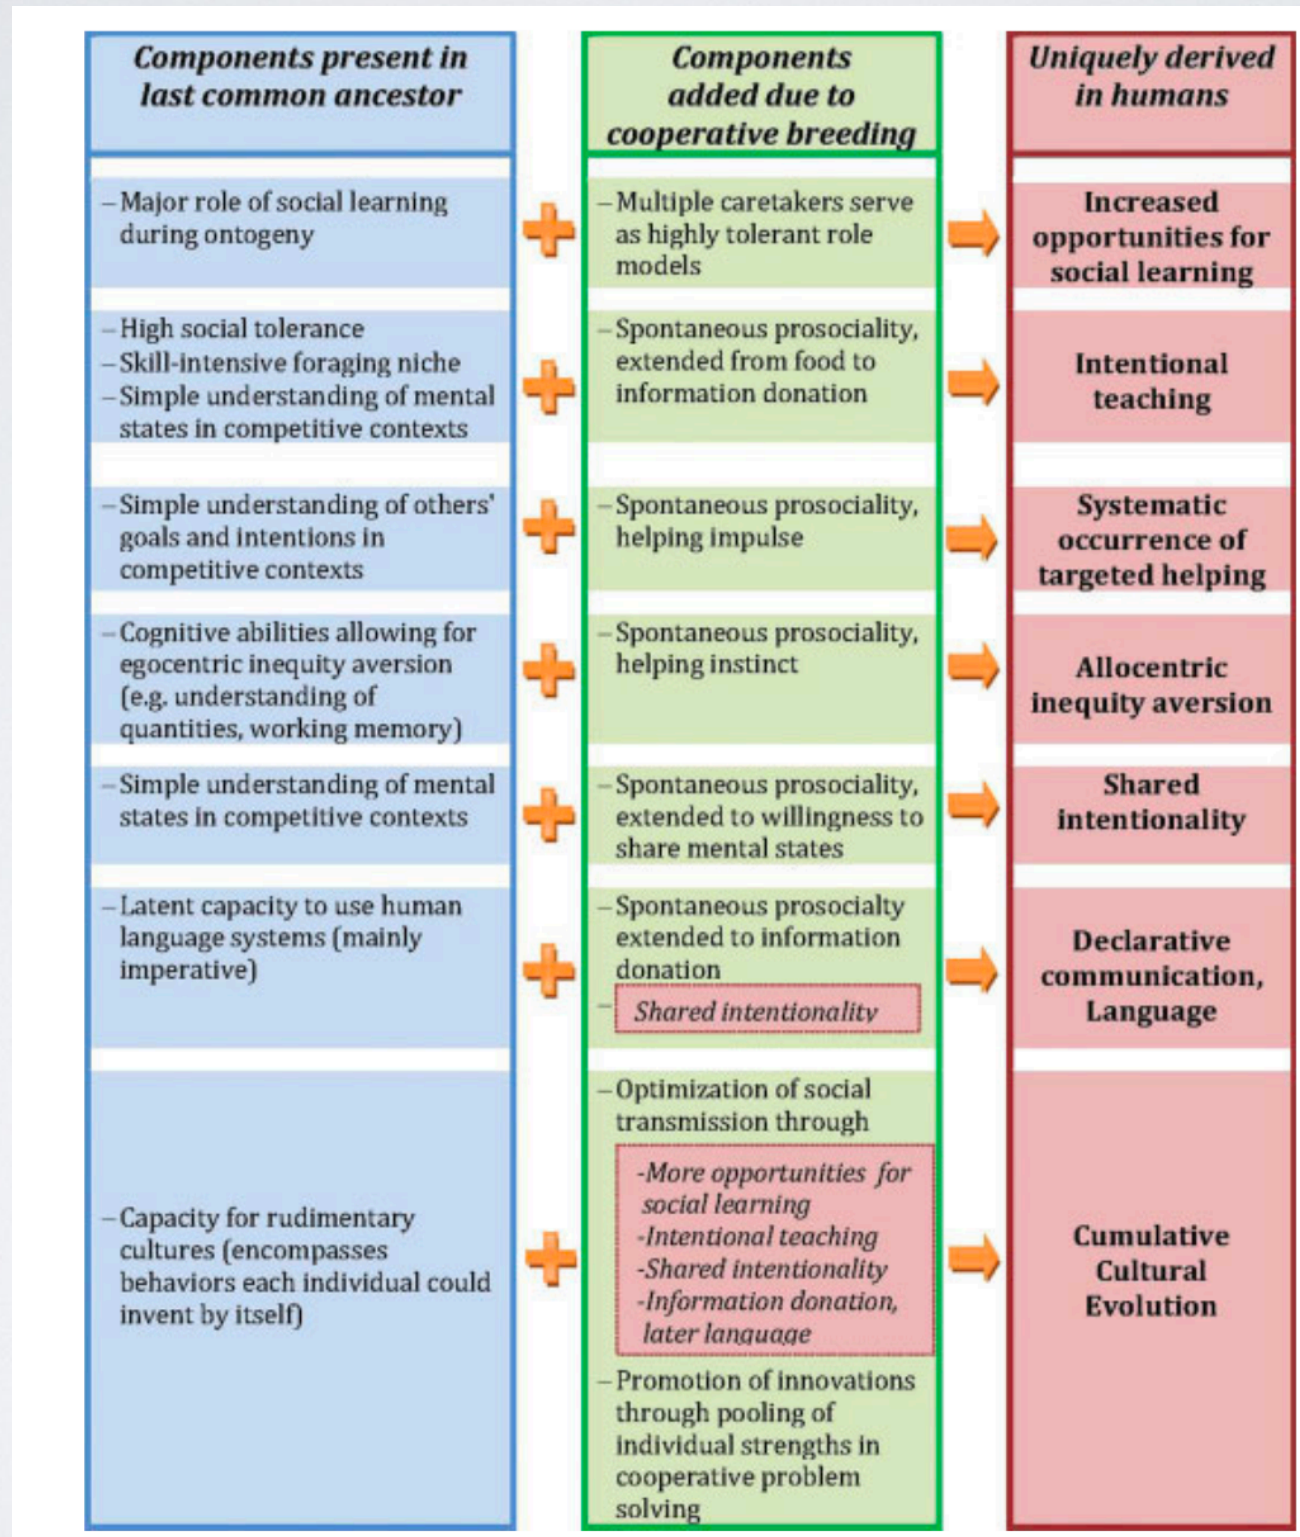 Components present in
last common ancestor
Components
added due to
cooperative breeding
Uniquely derived
in humans
– Major role of social learning
during ontogeny
– Multiple caretakers serve
as highly tolerant role
models
Increased
opportunities for
social learning
– High social tolerance
– Skill-intensive foraging niche
– Simple understanding of mental
states in competitive contexts
– Spontaneous prosociality,
extended from food to
information donation
Intentional
teaching
– Simple understanding of others'
goals and intentions in
competitive contexts
– Spontaneous prosociality,
helping impulse
Systematic
occurrence of
targeted helping
– Cognitive abilities allowing for
egocentric inequity aversion
(e.g. understanding of
quantities, working memory)
– Spontaneous prosociality,
helping instinct
Allocentric
inequity aversion
– Simple understanding of mental
states in competitive contexts
– Spontaneous prosociality,
extended to willingness to
share mental states
Shared
intentionality
– Latent capacity to use human
language systems (mainly
imperative)
– Spontaneous prosocialty
extended to information
donation
– Shared intentionality
Declarative
communication,
Language
– Capacity for rudimentary
cultures (encompasses
behaviors each individual could
invent by itself)
– Optimization of social
transmission through
-More opportunities for
social learning
-Intentional teaching
-Shared intentionality
-Information donation,
later language
– Promotion of innovations
through pooling of
individual strengths in
cooperative problem
solving
Cumulative
Cultural
Evolution